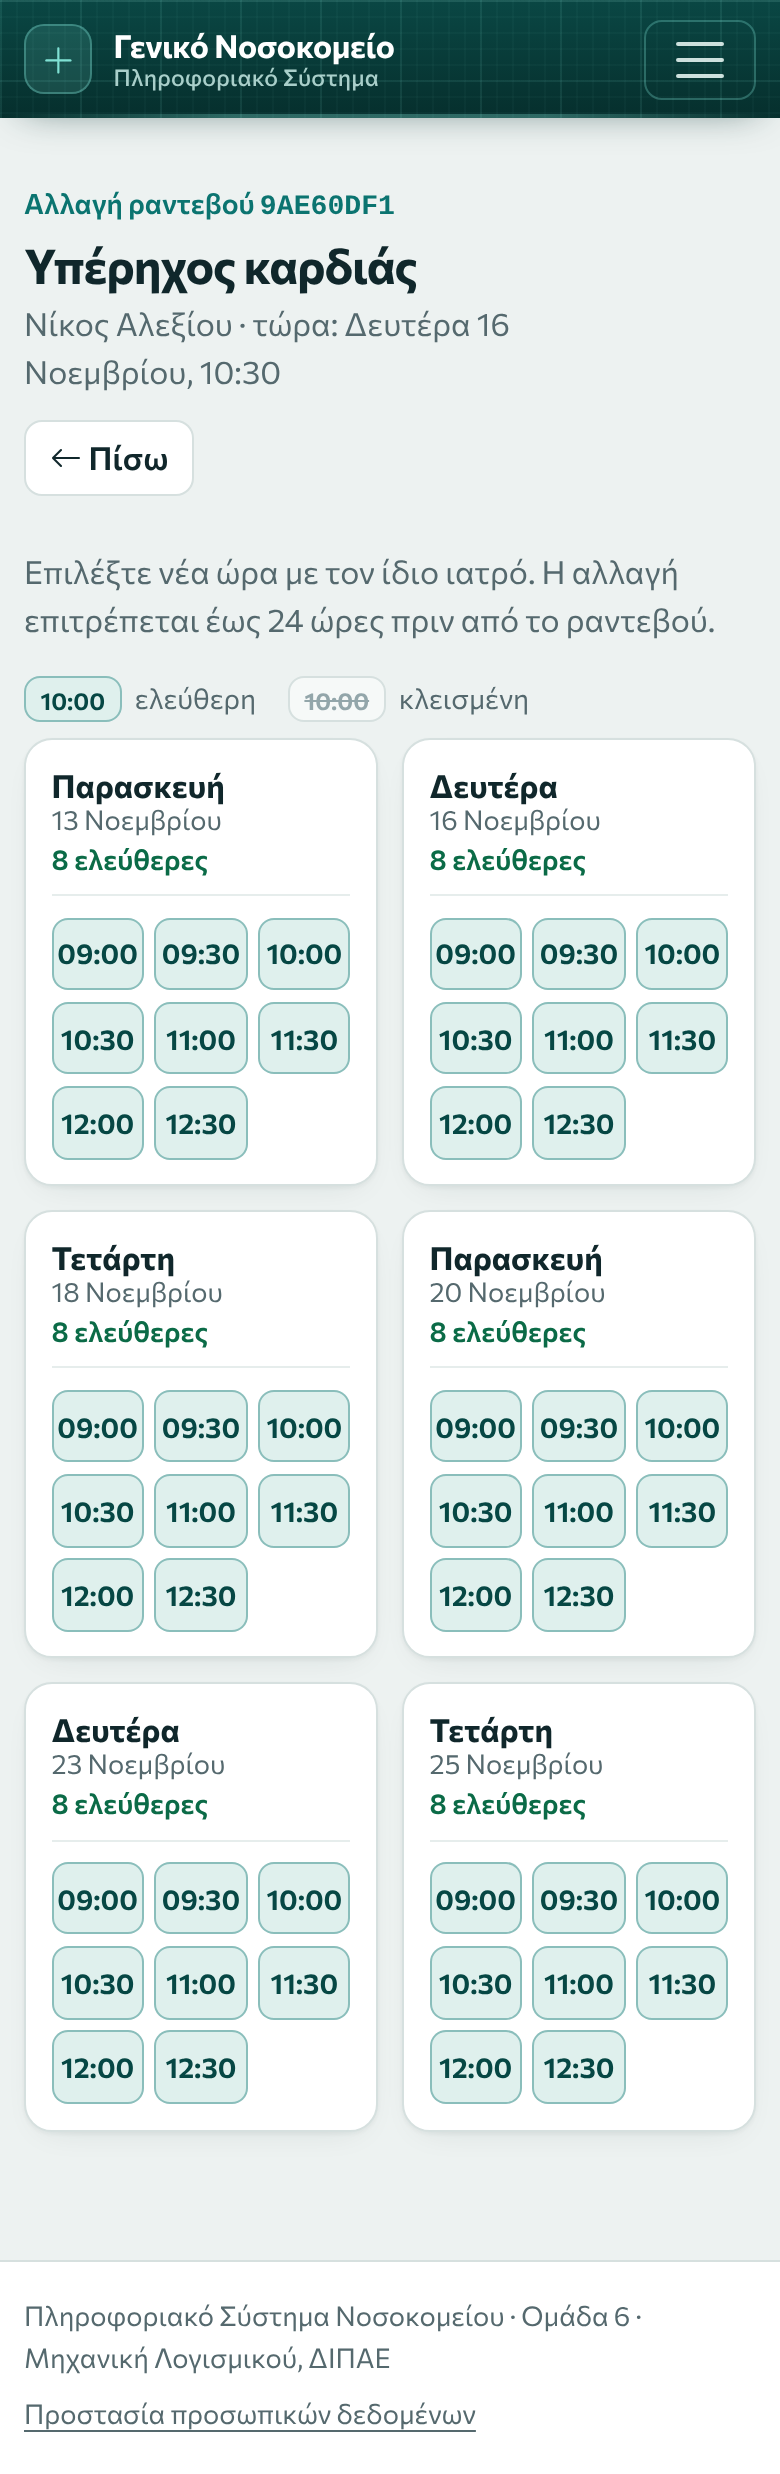 Γενικό Νοσοκομείο
Πληροφοριακό Σύστημα
Αλλαγή ραντεβού 9AE60DF1
Υπέρηχος καρδιάς
Νίκος Αλεξίου · τώρα: Δευτέρα 16
Νοεμβρίου, 10:30
← Πίσω
Επιλέξτε νέα ώρα με τον ίδιο ιατρό. Η αλλαγή
επιτρέπεται έως 24 ώρες πριν από το ραντεβού.
10:00 ελεύθερη 10:00 κλεισμένη
Παρασκευή
13 Νοεμβρίου
8 ελεύθερες
09:00 09:30 10:00
10:30 11:00 11:30
12:00 12:30
Δευτέρα
16 Νοεμβρίου
8 ελεύθερες
09:00 09:30 10:00
10:30 11:00 11:30
12:00 12:30
Τετάρτη
18 Νοεμβρίου
8 ελεύθερες
09:00 09:30 10:00
10:30 11:00 11:30
12:00 12:30
Παρασκευή
20 Νοεμβρίου
8 ελεύθερες
09:00 09:30 10:00
10:30 11:00 11:30
12:00 12:30
Δευτέρα
23 Νοεμβρίου
8 ελεύθερες
09:00 09:30 10:00
10:30 11:00 11:30
12:00 12:30
Τετάρτη
25 Νοεμβρίου
8 ελεύθερες
09:00 09:30 10:00
10:30 11:00 11:30
12:00 12:30
Πληροφοριακό Σύστημα Νοσοκομείου · Ομάδα 6 ·
Μηχανική Λογισμικού, ΔΙΠΑΕ
Προστασία προσωπικών δεδομένων